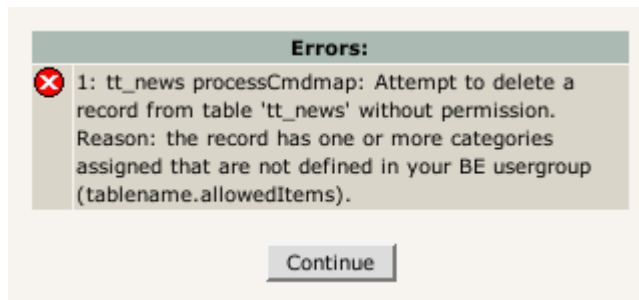 Errors:
1: tt_news processCmdmap: Attempt to delete a
record from table 'tt_news' without permission.
Reason: the record has one or more categories
assigned that are not defined in your BE usergroup
(tablename.allowedItems).
Continue